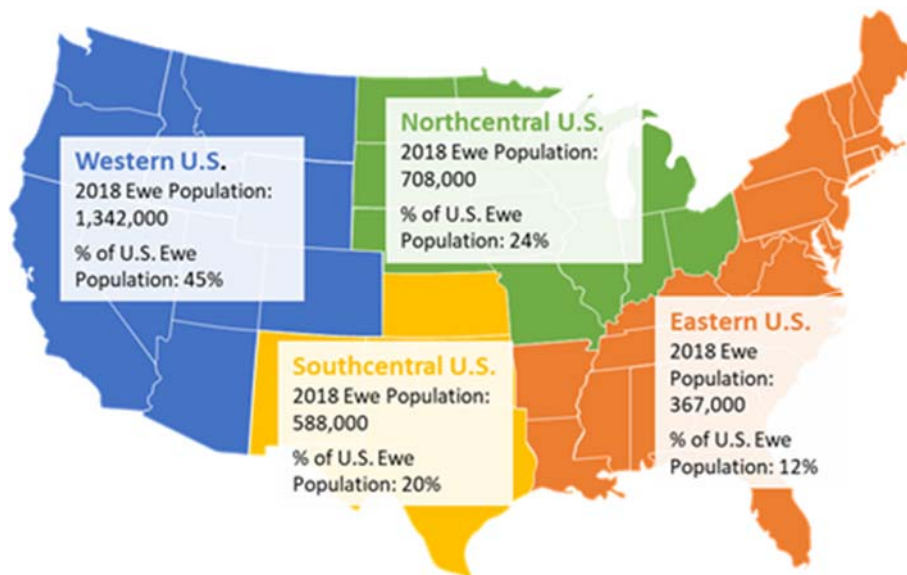 Western U.S.
2018 Ewe Population:
1,342,000
% of U.S. Ewe
Population: 45%
Northcentral U.S.
2018 Ewe Population:
708,000
% of U.S. Ewe
Population: 24%
Southcentral U.S.
2018 Ewe Population:
588,000
% of U.S. Ewe
Population: 20%
Eastern U.S.
2018 Ewe
Population:
367,000
% of U.S. Ewe
Population: 12%